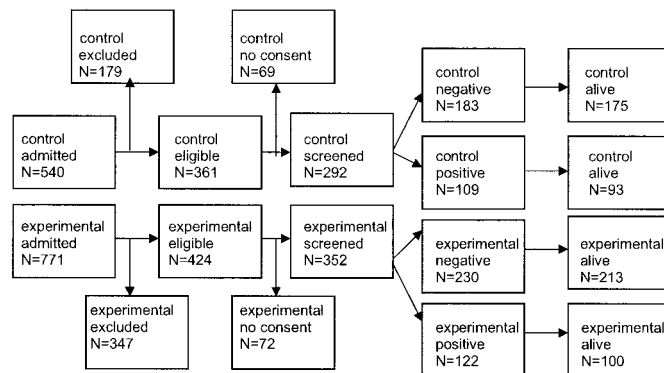 control
excluded
N=179
control
no consent
N=69
control
negative
N=183
control
alive
N=175
control
admitted
N=540
control
eligible
N=361
control
screened
N=292
control
positive
N=109
control
alive
N=93
experimental
admitted
N=771
experimental
eligible
N=424
experimental
screened
N=352
experimental
negative
N=230
experimental
alive
N=213
experimental
excluded
N=347
experimental
no consent
N=72
experimental
positive
N=122
experimental
alive
N=100